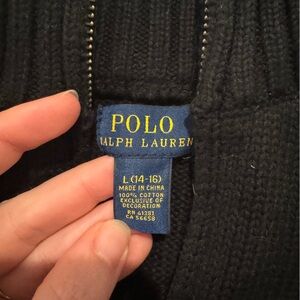 POLO
RALPH LAUREN
L (14-16)
MADE IN CHINA
100% COTTON
EXCLUSIVE OF
DECORATION
RN 41381
CA 56658